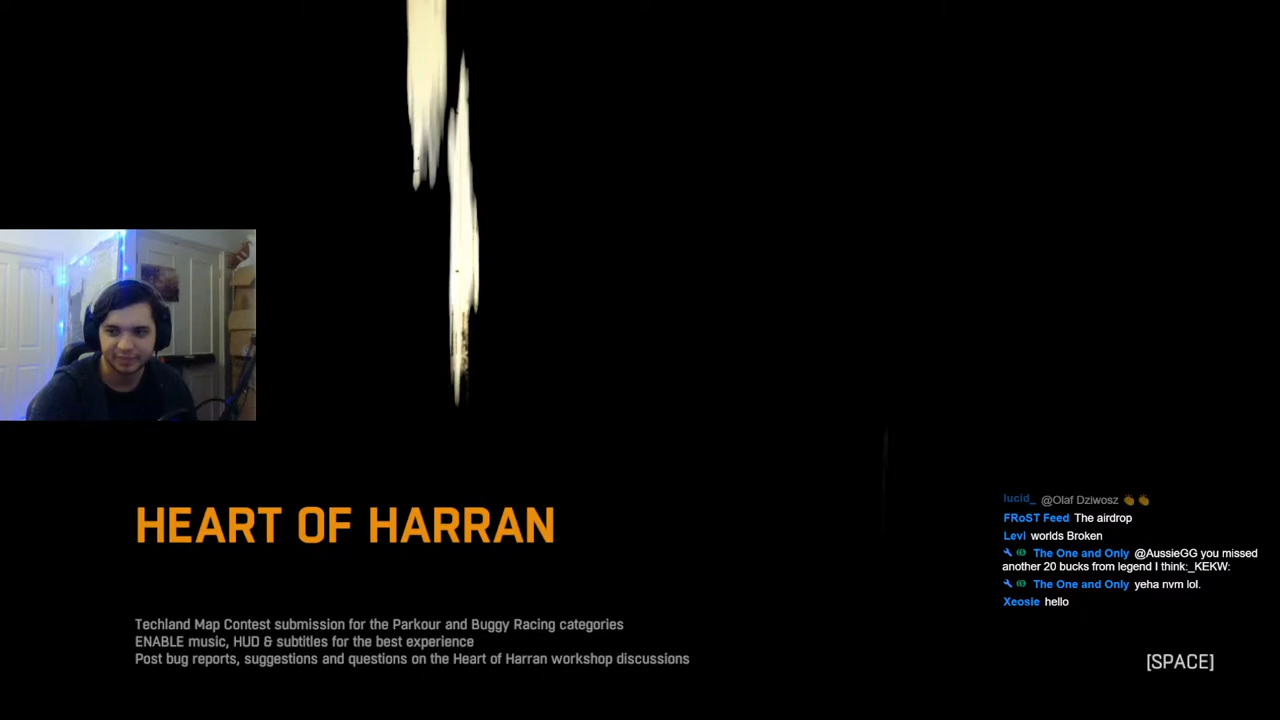 HEART OF HARRAN
Techland Map Contest submission for the Parkour and Buggy Racing categories
ENABLE music, HUD & subtitles for the best experience
Post bug reports, suggestions and questions on the Heart of Harran workshop discussions
lucid_ @Olaf Dziwosz 👏👏
FRoST Feed The airdrop
Levi worlds Broken
The One and Only @AussieGG you missed
another 20 bucks from legend I think:_KEKW:
The One and Only yeha nvm lol.
Xeosie hello
[SPACE]